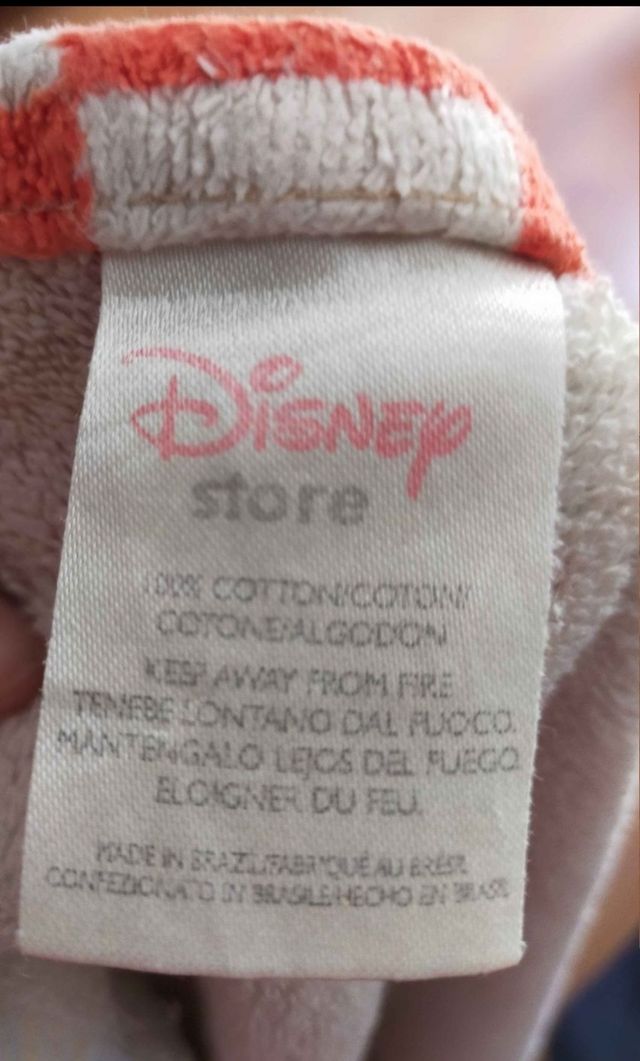 Disney
store
100% COTTON/COTON/
COTONE/ALGODON
KEEP AWAY FROM FIRE
TENERE LONTANO DAL FUOCO.
MANTENGALO LEJOS DEL FUEGO
ELOIGNER DU FEU.
MADE IN BRAZIL/FABRIQUÉ AU BRÉSIL
CONFEZIONATO IN BRASILE/HECHO EN BRASIL